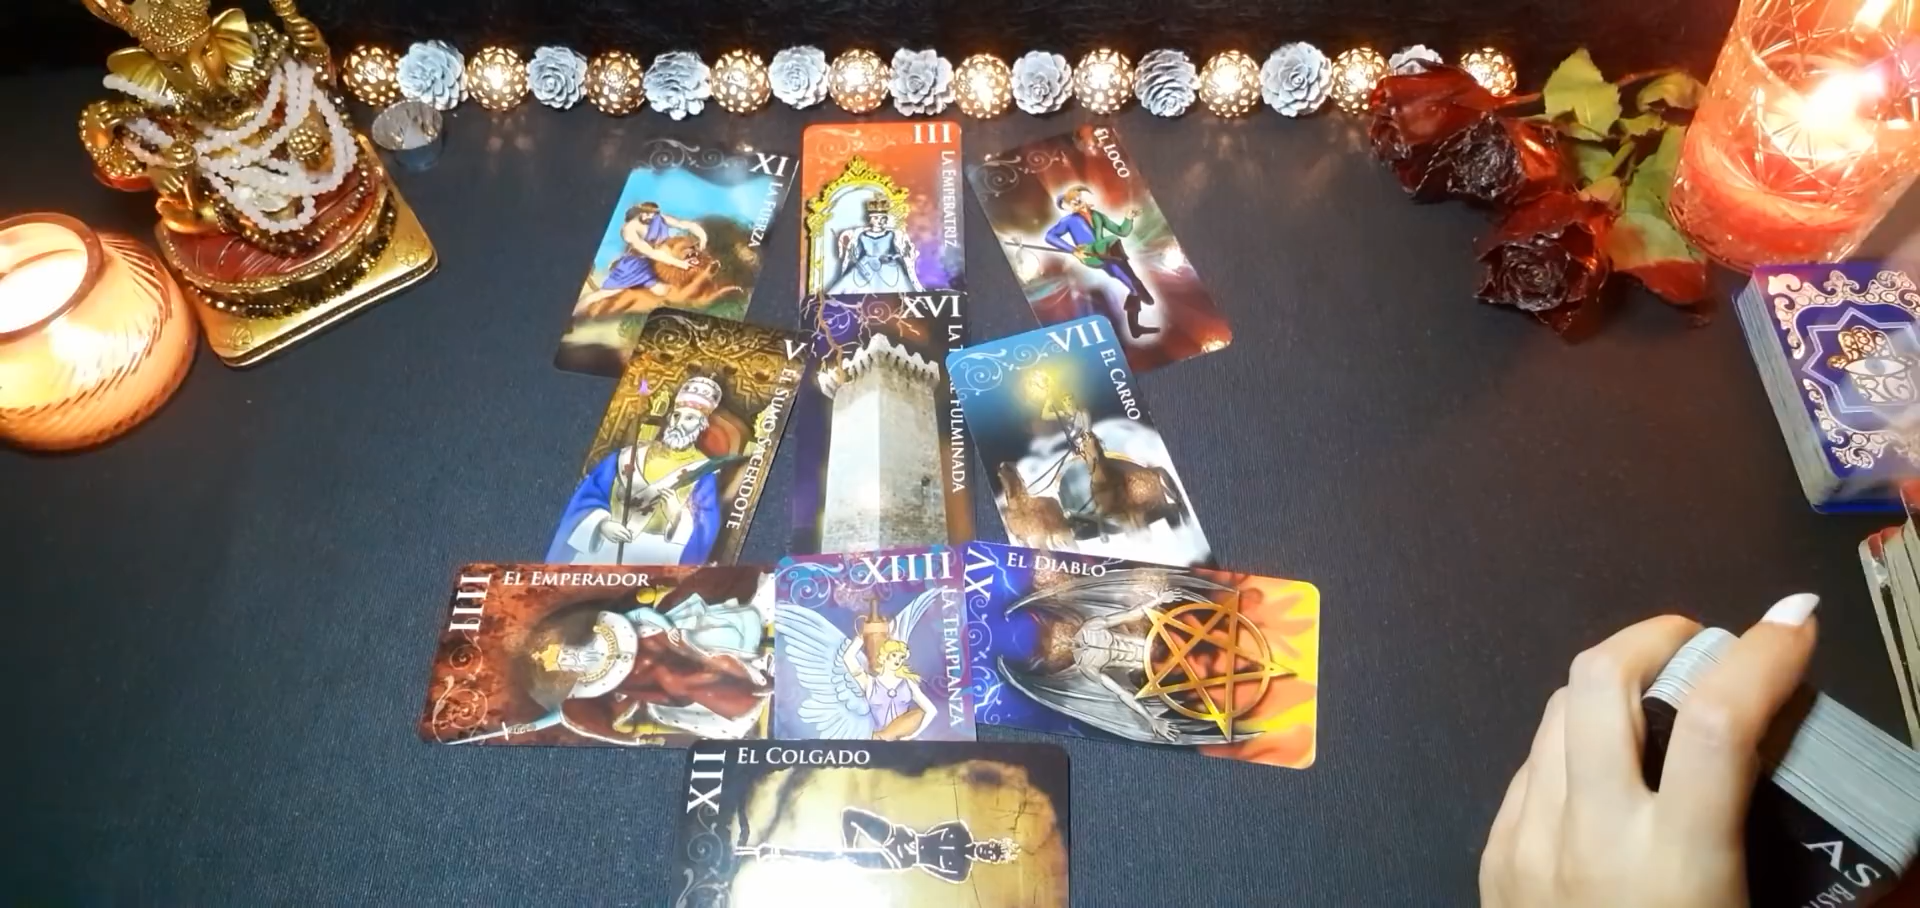 XI
LA FUERZA
III
LA EMPERATRIZ
EL LOCO
V
EL SUMO SACERDOTE
XVI
FULMINADA
VII
EL CARRO
IIII
EL EMPERADOR
XIIII
LA TEMPLANZA
XV
EL DIABLO
XII
EL COLGADO
AS